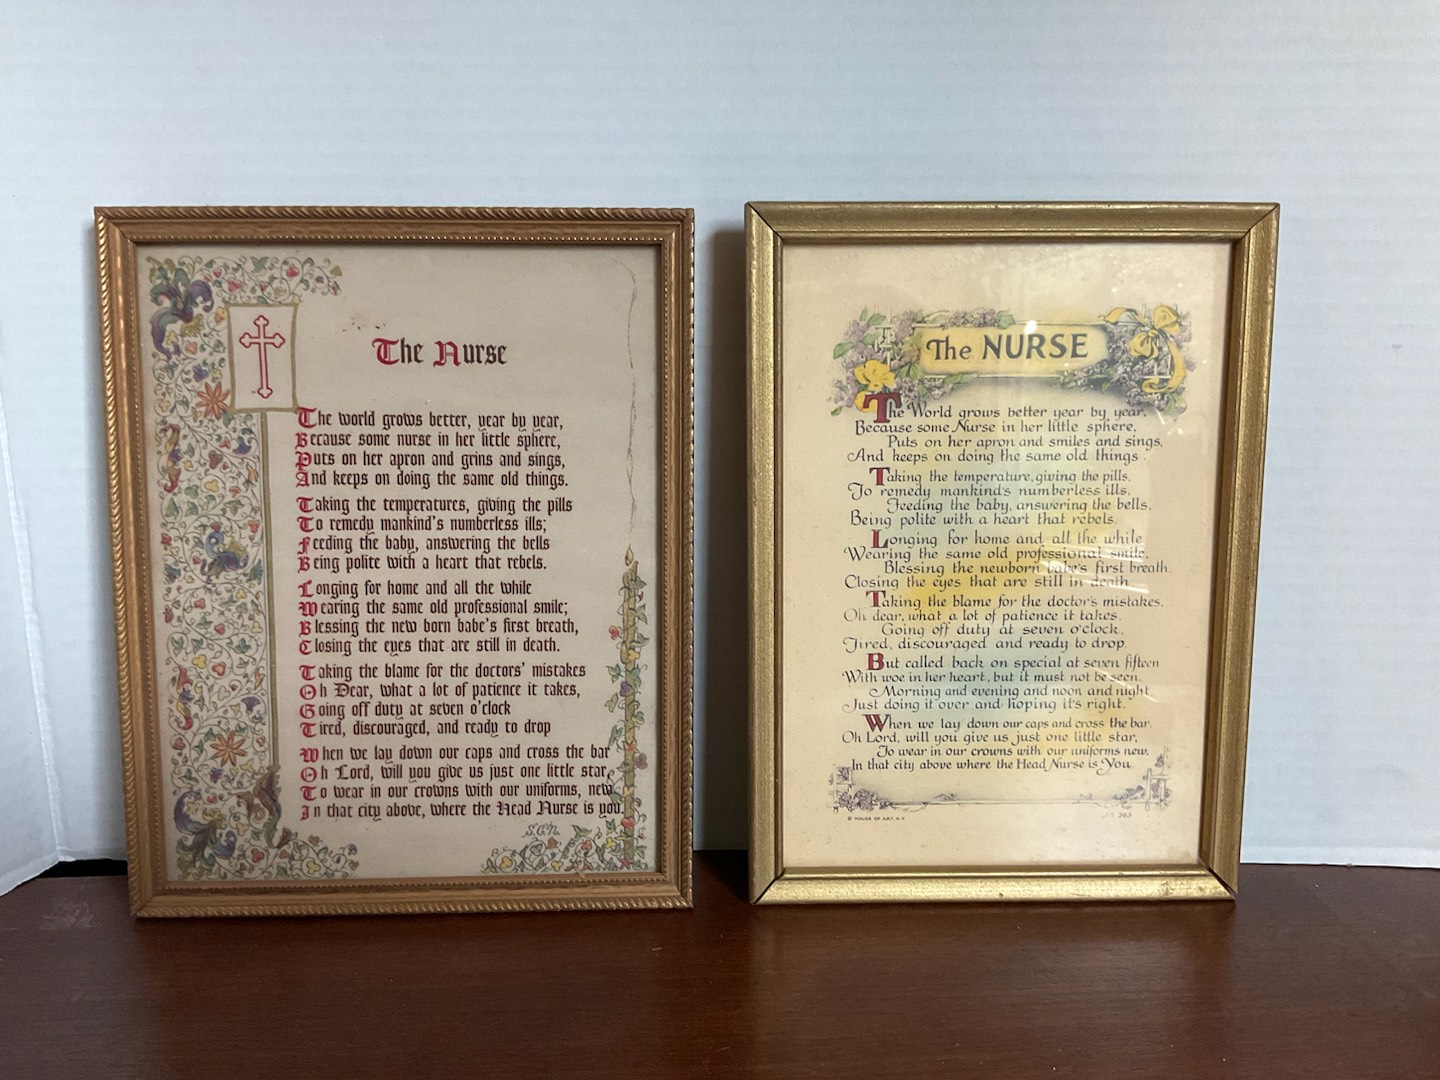 The Nurse
The world grows better, year by year,
Because some nurse in her little sphere,
Puts on her apron and grins and sings,
And keeps on doing the same old things.
Taking the temperatures, giving the pills
To remedy mankind's numberless ills;
Feeding the baby, answering the bells
Being polite with a heart that rebels.
Longing for home and all the while
Wearing the same old professional smile;
Blessing the new born babe's first breath,
Closing the eyes that are still in death.
Taking the blame for the doctors' mistakes
Oh Dear, what a lot of patience it takes,
Going off duty at seven o'clock
Tired, discouraged, and ready to drop
When we lay down our caps and cross the bar
Oh Lord, will you give us just one little star,
To wear in our crowns with our uniforms, new
In that city above, where the Head Nurse is you.
S.G.N.
The NURSE
The World grows better year by year,
Because some Nurse in her little sphere,
Puts on her apron and smiles and sings,
And keeps on doing the same old things.
Taking the temperature, giving the pills,
To remedy mankind's numberless ills.
Feeding the baby, answering the bells,
Being polite with a heart that rebels.
Longing for home and all the while
Wearing the same old professional smile,
Blessing the newborn babe's first breath,
Closing the eyes that are still in death
Taking the blame for the doctor's mistakes,
Oh dear, what a lot of patience it takes.
Going off duty at seven o'clock,
Tired, discouraged and ready to drop,
But called back on special at seven fifteen
With woe in her heart, but it must not be seen.
Morning and evening and noon and night
Just doing it over and hoping it's right.
When we lay down our caps and cross the bar.
Oh Lord, will you give us just one little star,
To wear in our crowns with our uniforms new,
In that city above where the Head Nurse is You
© HOUSE OF ART, N.Y
263